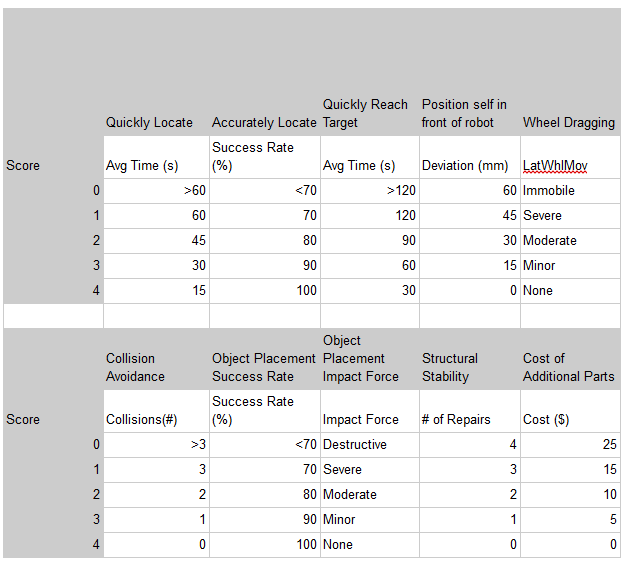 Quickly Locate Accurately Locate Quickly Reach Target Position self in front of robot Wheel Dragging
Score Avg Time (s) Success Rate (%) Avg Time (s) Deviation (mm) LatWhlMov
0 >60 <70 >120 60 Immobile
1 60 70 120 45 Severe
2 45 80 90 30 Moderate
3 30 90 60 15 Minor
4 15 100 30 0 None
Collision Avoidance Object Placement Success Rate Object Placement Impact Force Structural Stability Cost of Additional Parts
Score Collisions(#) Success Rate (%) Impact Force # of Repairs Cost ($)
0 >3 <70 Destructive 4 25
1 3 70 Severe 3 15
2 2 80 Moderate 2 10
3 1 90 Minor 1 5
4 0 100 None 0 0